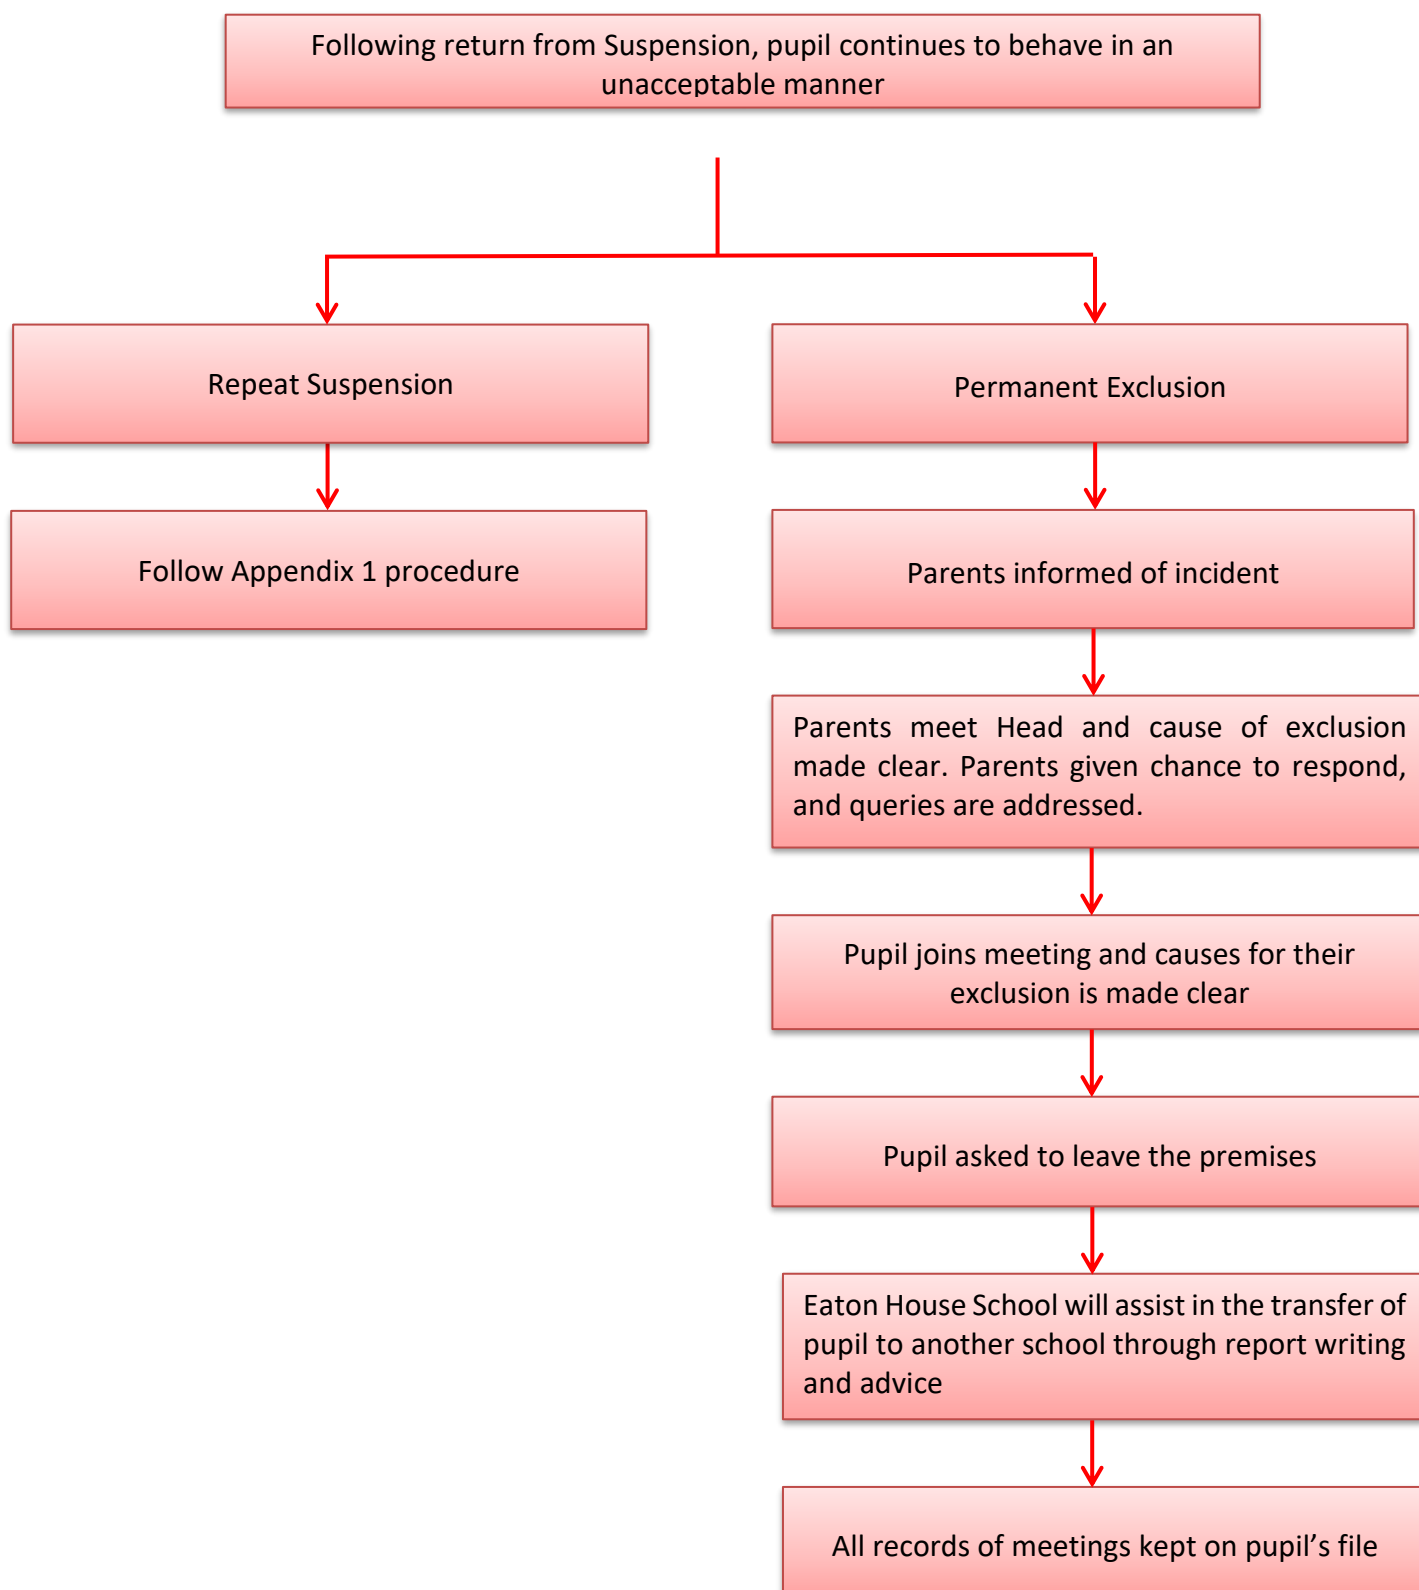 Following return from Suspension, pupil continues to behave in an
unacceptable manner
Repeat Suspension
Permanent Exclusion
Follow Appendix 1 procedure
Parents informed of incident
Parents meet Head and cause of exclusion
made clear. Parents given chance to respond,
and queries are addressed.
Pupil joins meeting and causes for their
exclusion is made clear
Pupil asked to leave the premises
Eaton House School will assist in the transfer of
pupil to another school through report writing
and advice
All records of meetings kept on pupil’s file